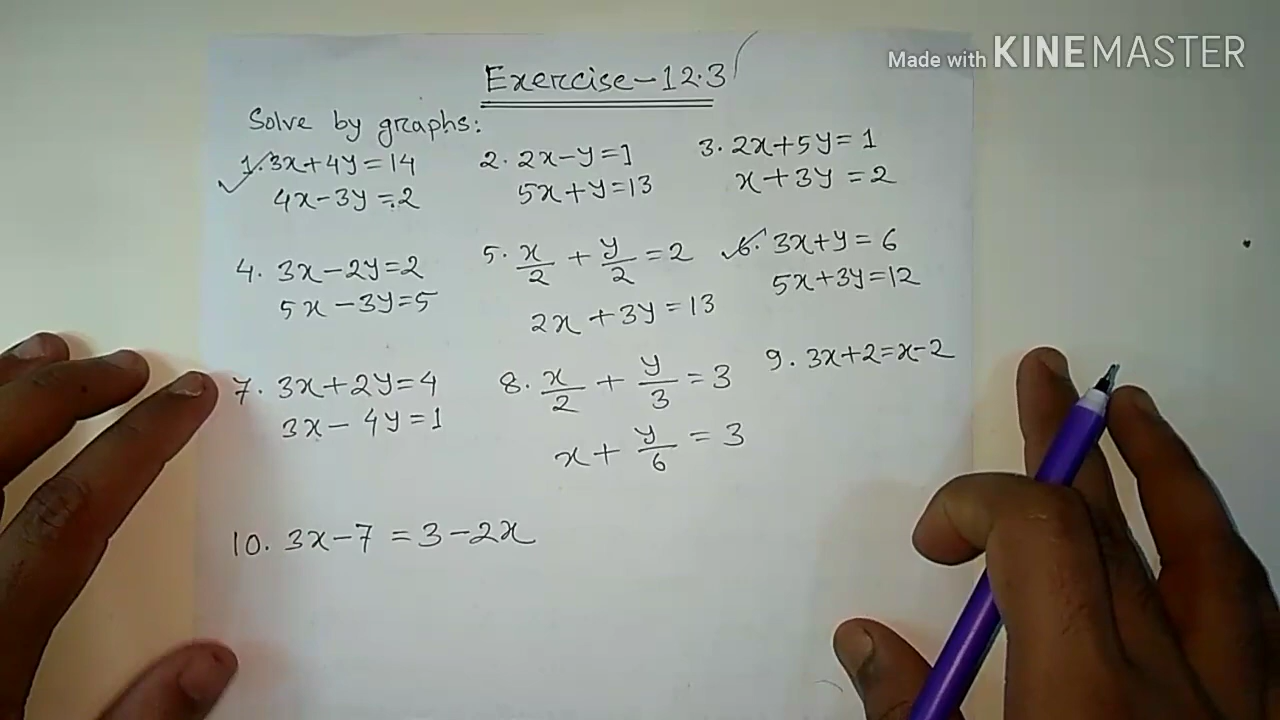 Made with KINEMASTER
Exercise-12.3
Solve by graphs:
1. 3x+4y=14
4x-3y=2
2. 2x-y=1
5x+y=13
3. 2x+5y=1
x+3y=2
4. 3x-2y=2
5x-3y=5
5. x/2 + y/2 = 2
2x+3y=13
6. 3x+y=6
5x+3y=12
7. 3x+2y=4
3x-4y=1
8. x/2 + y/3 = 3
x + y/6 = 3
9. 3x+2=x-2
10. 3x-7=3-2x